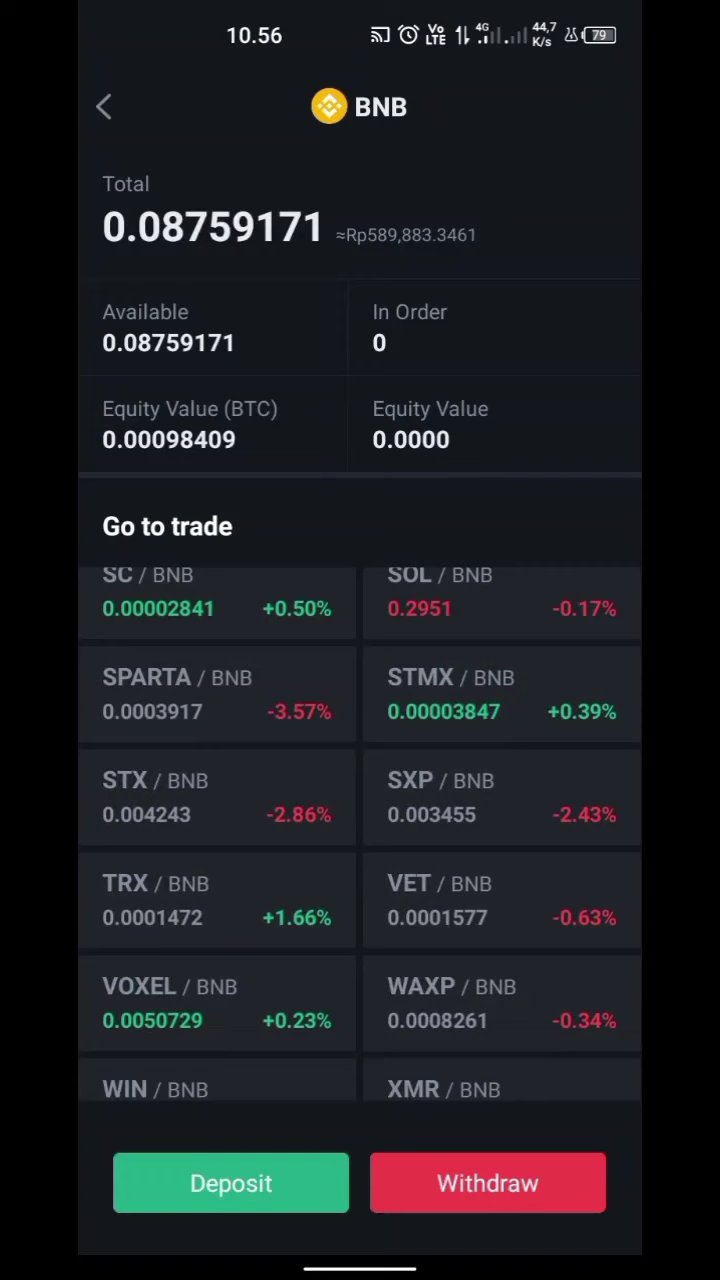 10.56
Vo LTE 4G 44,7 K/s 79
BNB
Total
0.08759171 ≈Rp589,883.3461
Available In Order
0.08759171 0
Equity Value (BTC) Equity Value
0.00098409 0.0000
Go to trade
SC / BNB SOL / BNB
0.00002841 +0.50% 0.2951 -0.17%
SPARTA / BNB STMX / BNB
0.0003917 -3.57% 0.00003847 +0.39%
STX / BNB SXP / BNB
0.004243 -2.86% 0.003455 -2.43%
TRX / BNB VET / BNB
0.0001472 +1.66% 0.0001577 -0.63%
VOXEL / BNB WAXP / BNB
0.0050729 +0.23% 0.0008261 -0.34%
WIN / BNB XMR / BNB
Deposit Withdraw